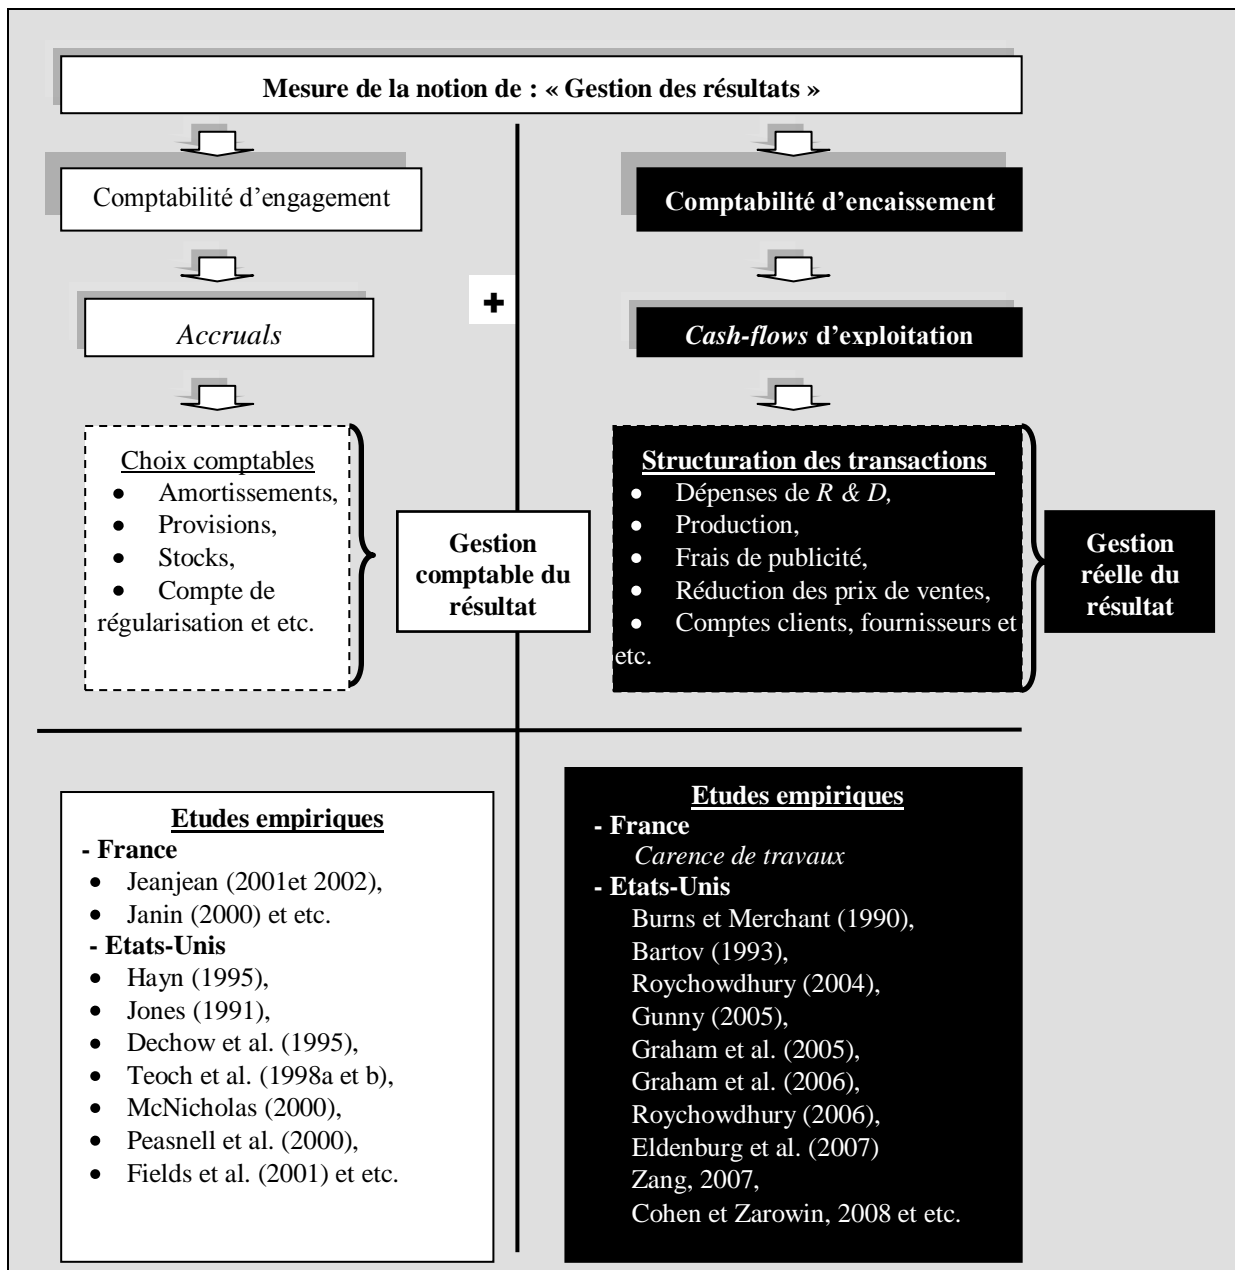 Mesure de la notion de : « Gestion des résultats »
Comptabilité d’engagement
Accruals
Choix comptables
• Amortissements,
• Provisions,
• Stocks,
• Compte de
régularisation et etc.
Gestion
comptable du
résultat
+
Comptabilité d’encaissement
Cash-flows d’exploitation
Structuration des transactions
• Dépenses de R & D,
• Production,
• Frais de publicité,
• Réduction des prix de ventes,
• Comptes clients, fournisseurs et
etc.
Gestion
réelle du
résultat
Etudes empiriques
- France
• Jeanjean (2001et 2002),
• Janin (2000) et etc.
- Etats-Unis
• Hayn (1995),
• Jones (1991),
• Dechow et al. (1995),
• Teoch et al. (1998a et b),
• McNicholas (2000),
• Peasnell et al. (2000),
• Fields et al. (2001) et etc.
Etudes empiriques
- France
Carence de travaux
- Etats-Unis
Burns et Merchant (1990),
Bartov (1993),
Roychowdhury (2004),
Gunny (2005),
Graham et al. (2005),
Graham et al. (2006),
Roychowdhury (2006),
Eldenburg et al. (2007)
Zang, 2007,
Cohen et Zarowin, 2008 et etc.